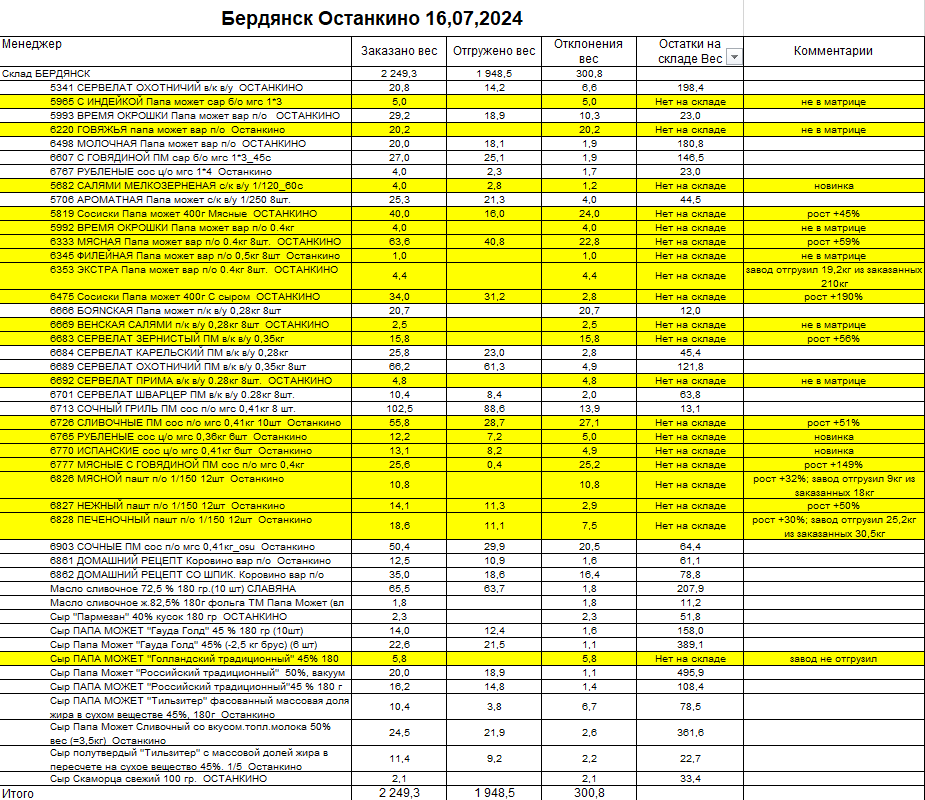 Бердянск Останкино 16,07,2024
Менеджер Заказано вес Отгружено вес Отклонения вес Остатки на складе Вес Комментарии
Склад БЕРДЯНСК 2 249,3 1 948,5 300,8
5341 СЕРВЕЛАТ ОХОТНИЧИЙ в/к в/у ОСТАНКИНО 20,8 14,2 6,6 198,4
5965 С ИНДЕЙКОЙ Папа может сар б/о мгс 1*3 5,0 5,0 Нет на складе не в матрице
5993 ВРЕМЯ ОКРОШКИ Папа может вар п/о ОСТАНКИНО 29,2 18,9 10,3 23,0
6220 ГОВЯЖЬЯ папа может вар п/о Останкино 20,2 20,2 Нет на складе не в матрице
6498 МОЛОЧНАЯ Папа может вар п/о ОСТАНКИНО 20,0 18,1 1,9 180,8
6607 С ГОВЯДИНОЙ ПМ сар б/о мгс 1*3_45с 27,0 25,1 1,9 146,5
6767 РУБЛЕНЫЕ сос ц/о мгс 1*4 Останкино 4,0 2,3 1,7 23,0
5682 САЛЯМИ МЕЛКОЗЕРНЕНАЯ с/к в/у 1/120_60с 4,0 2,8 1,2 Нет на складе новинка
5706 АРОМАТНАЯ Папа может с/к в/у 1/250 8шт. 25,3 21,3 4,0 44,5
5819 Сосиски Папа может 400г Мясные ОСТАНКИНО 40,0 16,0 24,0 Нет на складе рост +45%
5992 ВРЕМЯ ОКРОШКИ Папа может вар п/о 0.4кг 4,0 4,0 Нет на складе не в матрице
6333 МЯСНАЯ Папа может вар п/о 0.4кг 8шт. ОСТАНКИНО 63,6 40,8 22,8 Нет на складе рост +59%
6345 ФИЛЕЙНАЯ Папа может вар п/о 0,5кг 8шт Останкино 1,0 1,0 Нет на складе не в матрице
6353 ЭКСТРА Папа может вар п/о 0.4кг 8шт. ОСТАНКИНО 4,4 4,4 Нет на складе завод отгрузил 19,2кг из заказанных 210кг
6475 Сосиски Папа может 400г С сыром ОСТАНКИНО 34,0 31,2 2,8 Нет на складе рост +190%
6666 БОЯNСКАЯ Папа может п/к в/у 0,28кг 8шт 20,7 20,7 12,0
6669 ВЕНСКАЯ САЛЯМИ п/к в/у 0,28кг 8шт ОСТАНКИНО 2,5 2,5 Нет на складе не в матрице
6683 СЕРВЕЛАТ ЗЕРНИСТЫЙ ПМ в/к в/у 0,35кг 15,8 15,8 Нет на складе рост +56%
6684 СЕРВЕЛАТ КАРЕЛЬСКИЙ ПМ в/к в/у 0,28кг 25,8 23,0 2,8 45,4
6689 СЕРВЕЛАТ ОХОТНИЧИЙ ПМ в/к в/у 0,35кг 8шт 66,2 61,3 4,9 121,8
6692 СЕРВЕЛАТ ПРИМА в/к в/у 0.28кг 8шт. ОСТАНКИНО 4,8 4,8 Нет на складе не в матрице
6701 СЕРВЕЛАТ ШВАРЦЕР ПМ в/к в/у 0.28кг 8шт 10,4 8,4 2,0 63,8
6713 СОЧНЫЙ ГРИЛЬ ПМ сос п/о мгс 0,41кг 8 шт. 102,5 88,6 13,9 13,1
6726 СЛИВОЧНЫЕ ПМ сос п/о мгс 0,41кг 10шт Останкино 55,8 28,7 27,1 Нет на складе рост +51%
6765 РУБЛЕНЫЕ сос ц/о мгс 0,36кг 6шт Останкино 12,2 7,2 5,0 Нет на складе новинка
6770 ИСПАНСКИЕ сос ц/о мгс 0,41кг 6шт Останкино 13,1 8,2 4,9 Нет на складе новинка
6777 МЯСНЫЕ С ГОВЯДИНОЙ ПМ сос п/о мгс 0,4кг 25,6 0,4 25,2 Нет на складе рост +149%
6826 МЯСНОЙ пашт п/о 1/150 12шт Останкино 10,8 10,8 Нет на складе рост +32%; завод отгрузил 9кг из заказанных 18кг
6827 НЕЖНЫЙ пашт п/о 1/150 12шт Останкино 14,1 11,3 2,9 Нет на складе рост +50%
6828 ПЕЧЕНОЧНЫЙ пашт п/о 1/150 12шт Останкино 18,6 11,1 7,5 Нет на складе рост +30%; завод отгрузил 25,2кг из заказанных 30,5кг
6903 СОЧНЫЕ ПМ сос п/о мгс 0,41кг_osu Останкино 50,4 29,9 20,5 64,4
6861 ДОМАШНИЙ РЕЦЕПТ Коровино вар п/о Останкино 12,5 10,9 1,6 61,1
6862 ДОМАШНИЙ РЕЦЕПТ СО ШПИК. Коровино вар п/о 35,0 18,6 16,4 78,8
Масло сливочное 72,5 % 180 гр.(10 шт) СЛАВЯНА 65,5 63,7 1,8 207,9
Масло сливочное ж.82,5% 180г фольга ТМ Папа Может (вл 1,8 1,8 11,2
Сыр "Пармезан" 40% кусок 180 гр ОСТАНКИНО 2,3 2,3 51,8
Сыр ПАПА МОЖЕТ "Гауда Голд" 45 % 180 гр (10шт) 14,0 12,4 1,6 158,0
Сыр Папа Может "Гауда Голд" 45% (-2,5 кг брус) (6 шт) 22,6 21,5 1,1 389,1
Сыр ПАПА МОЖЕТ "Голландский традиционный" 45% 180 5,8 5,8 Нет на складе завод не отгрузил
Сыр Папа Может "Российский традиционный" 50%, вакуум 20,0 18,9 1,1 495,9
Сыр ПАПА МОЖЕТ "Российский традиционный"45 % 180 г 16,2 14,8 1,4 108,4
Сыр ПАПА МОЖЕТ "Тильзитер" фасованный массовая доля
жира в сухом веществе 45%, 180г Останкино 10,4 3,8 6,7 78,5
Сыр Папа Может Сливочный со вкусом.топл.молока 50%
вес (=3,5кг) Останкино 24,5 21,9 2,6 361,6
Сыр полутвердый "Тильзитер" с массовой долей жира в
пересчете на сухое вещество 45%. 1/5 Останкино 11,4 9,2 2,2 22,7
Сыр Скаморца свежий 100 гр. ОСТАНКИНО 2,1 2,1 33,4
Итого 2 249,3 1 948,5 300,8